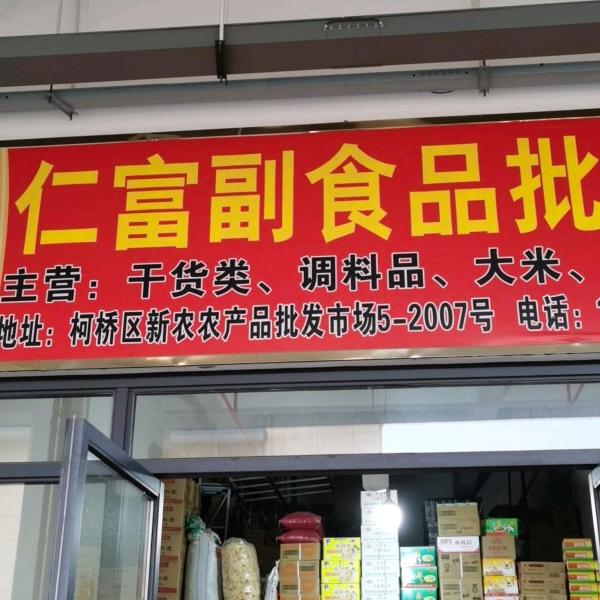 仁富副食品批
主营：干货类、调料品、大米、
地址：柯桥区新农农产品批发市场5-2007号 电话：